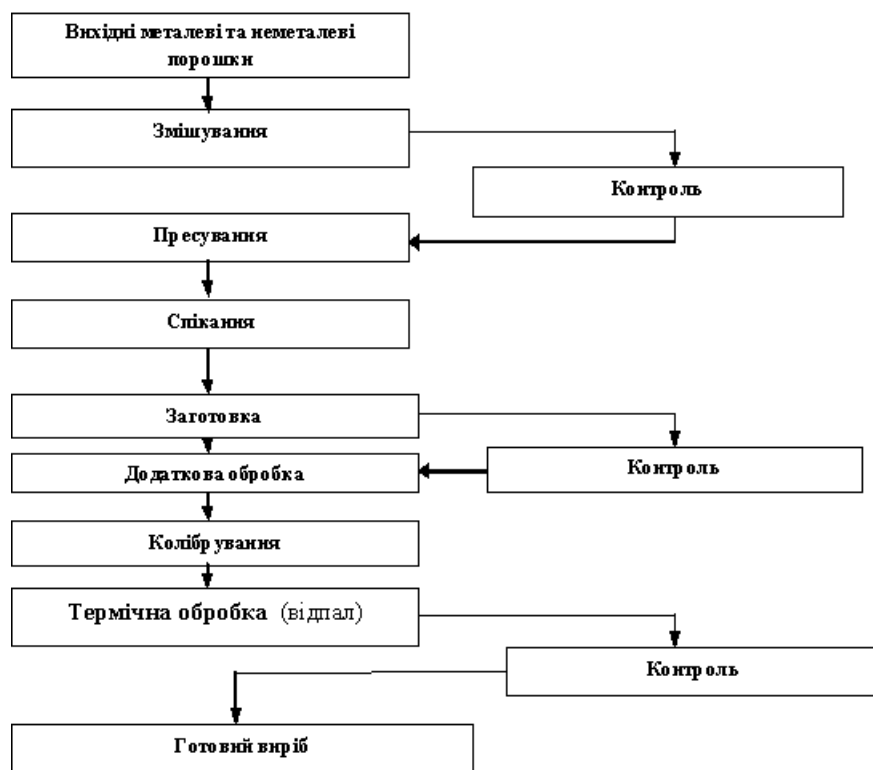 Вихідні металеві та неметалеві
порошки
Змішування
Контроль
Пресування
Спікання
Заготовка
Контроль
Додаткова обробка
Колібрування
Термічна обробка (відпал)
Контроль
Готовий виріб